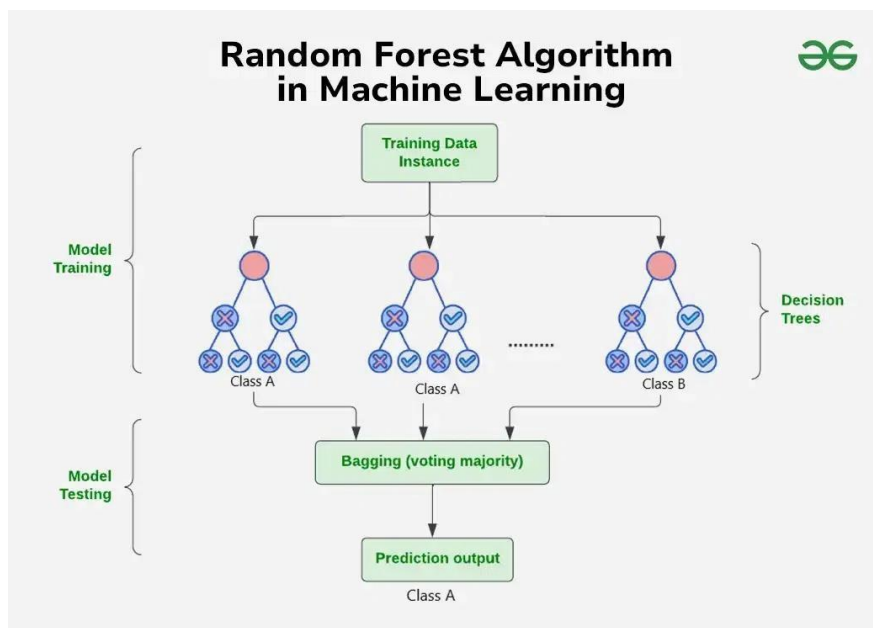 Random Forest Algorithm
in Machine Learning
Training Data
Instance
Model
Training
Decision
Trees
.........
Class A
Class A
Class B
Bagging (voting majority)
Model
Testing
Prediction output
Class A